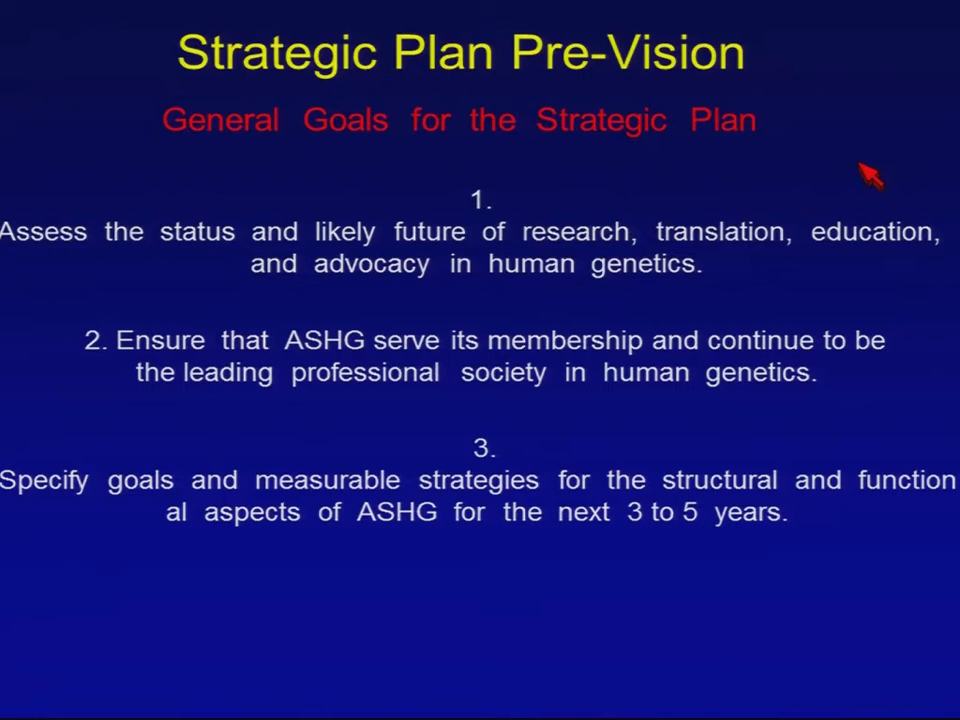 Strategic Plan Pre-Vision
General Goals for the Strategic Plan
1.
Assess the status and likely future of research, translation, education,
and advocacy in human genetics.
2. Ensure that ASHG serve its membership and continue to be
the leading professional society in human genetics.
3.
Specify goals and measurable strategies for the structural and function
al aspects of ASHG for the next 3 to 5 years.